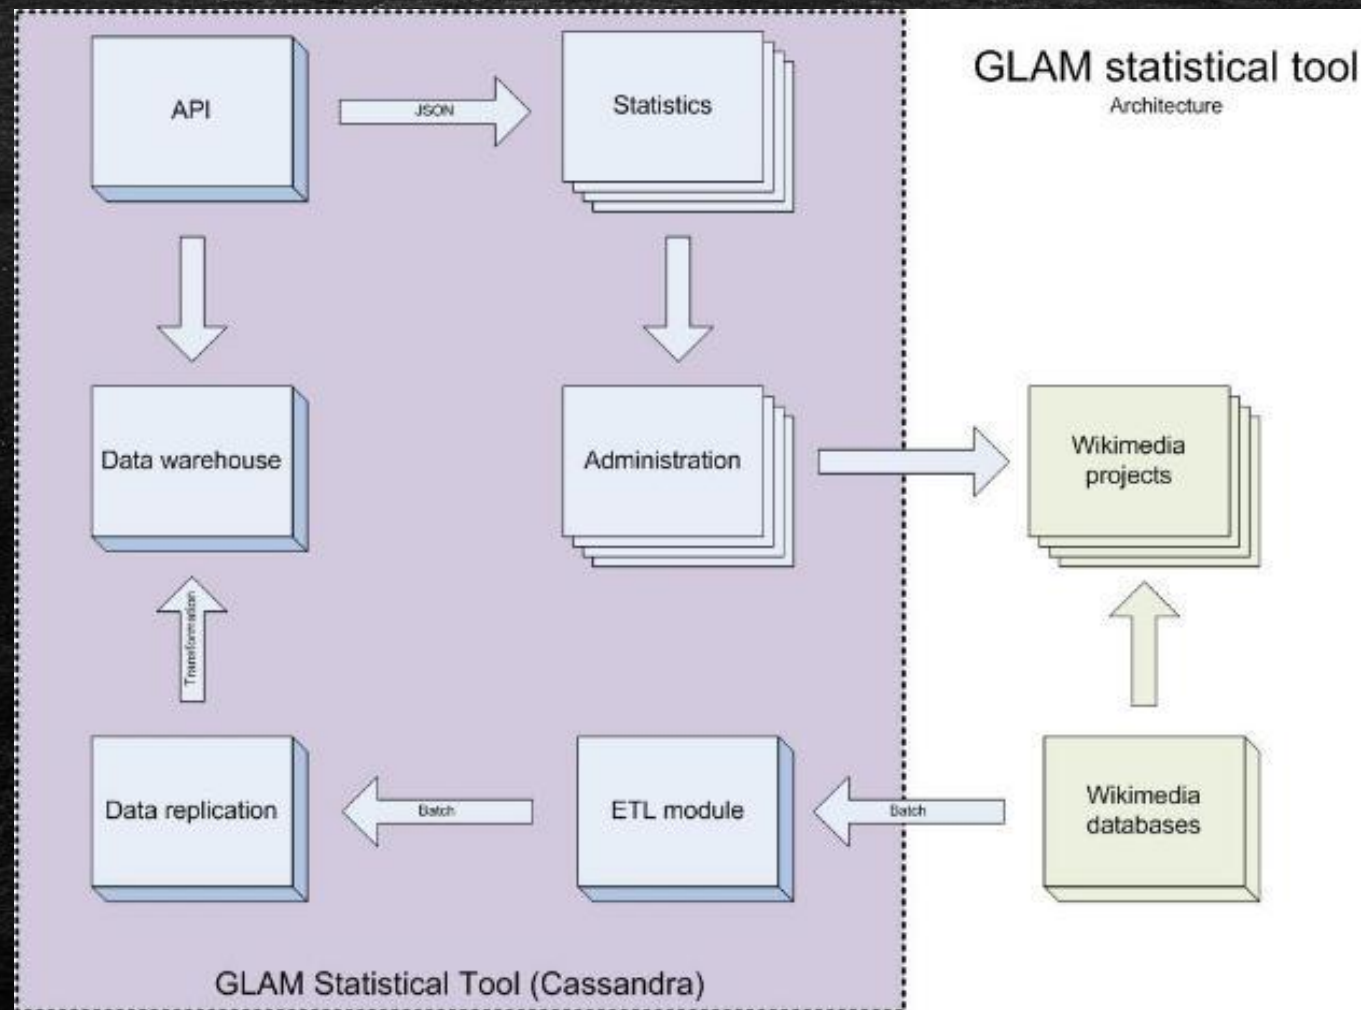 GLAM statistical tool
Architecture
API
JSON
Statistics
Data warehouse
Administration
Wikimedia
projects
Transformation
Data replication
Batch
ETL module
Batch
Wikimedia
databases
GLAM Statistical Tool (Cassandra)